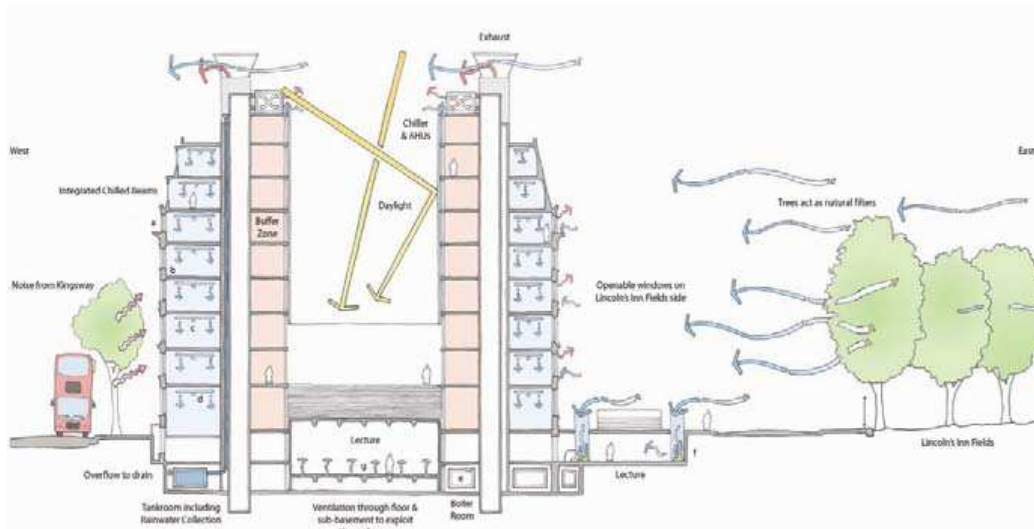 Exhaust
Chiller
& AHUs
West
East
Integrated Chilled Beams
Daylight
Trees act as natural filters
a
Buffer
Zone
b
Noise from Kingsway
Openable windows on
Lincoln's Inn Fields side
c
d
Lecture
g
e
f
Overflow to drain
Lecture
Lincoln's Inn Fields
Tankroom including
Rainwater Collection
Ventilation through floor &
sub-basement to exploit
Boiler
Room